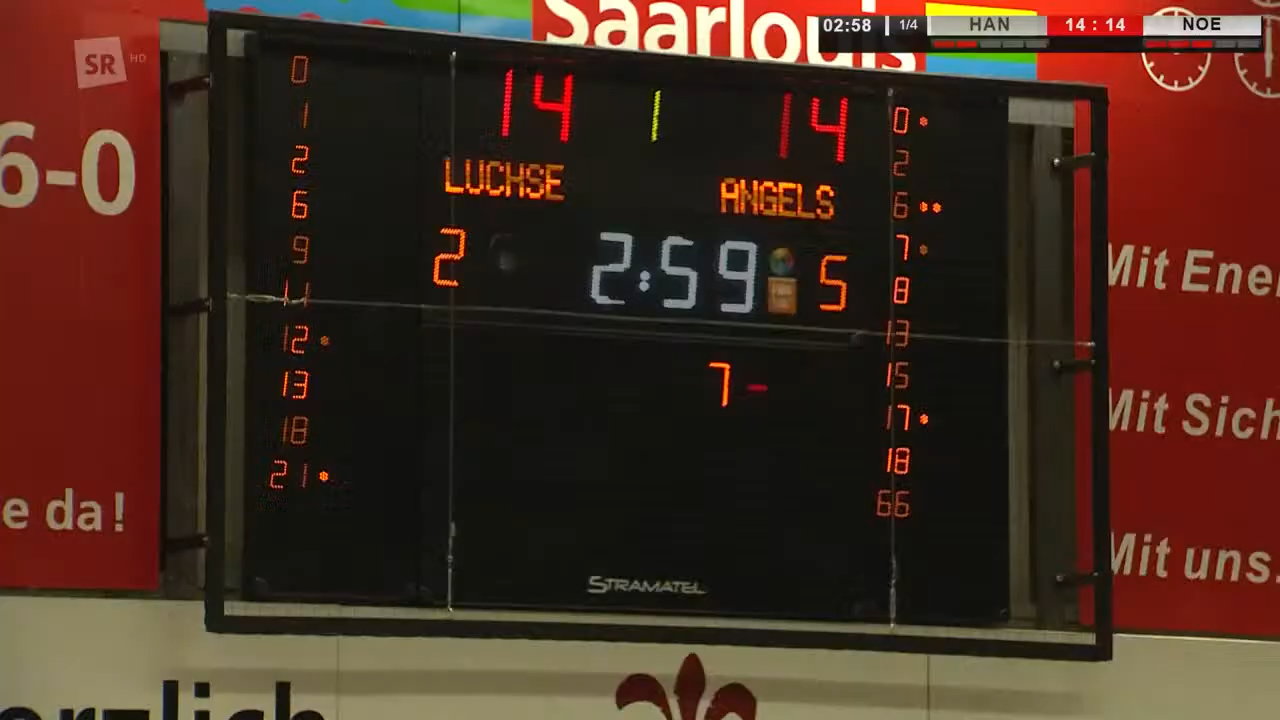 Saarlouis
02:58 1/4 HAN 14 : 14 NOE
SR HD
6-0
e da!
14 1 14
LUCHSE ANGELS
2 2:59 5
7 -
0
1
2
6
9
11
12
13
18
21
0
2
6
7
8
13
15
17
18
66
STRAMATEL
Mit Ene
Mit Sich
Mit uns.
erzlich